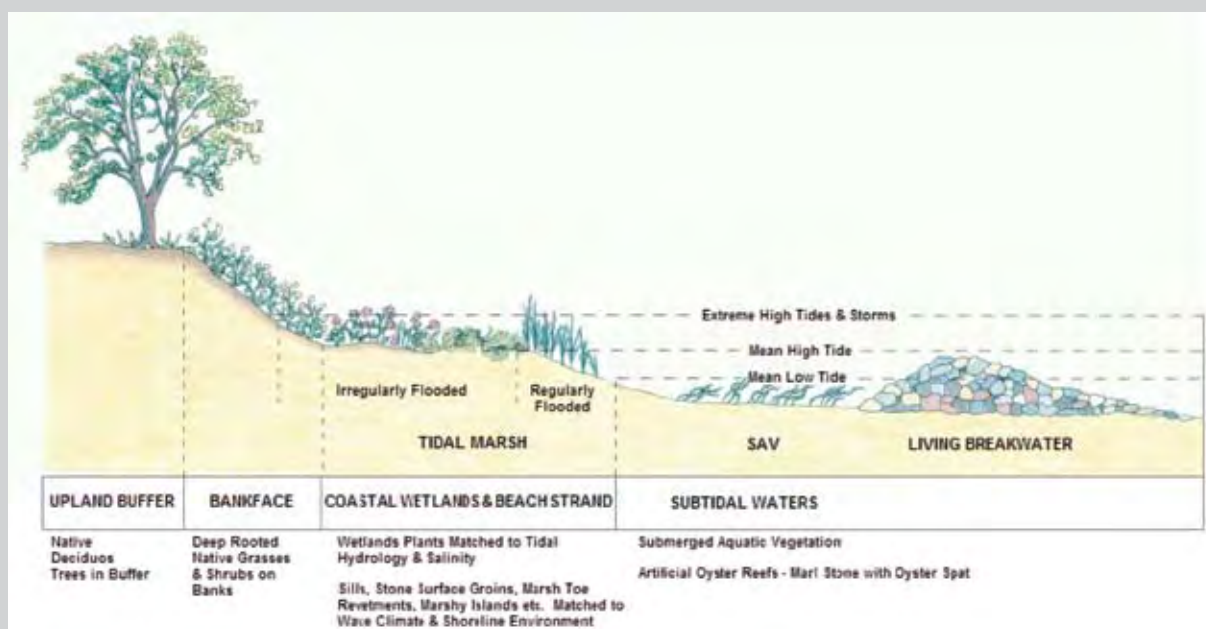 Extreme High Tides & Storms
Mean High Tide
Mean Low Tide
Irregularly Flooded
Regularly
Flooded
TIDAL MARSH
SAV
LIVING BREAKWATER
UPLAND BUFFER
BANKFACE
COASTAL WETLANDS & BEACH STRAND
SUBTIDAL WATERS
Native
Deciduos
Trees in Buffer
Deep Rooted
Native Grasses
& Shrubs on
Banks
Wetlands Plants Matched to Tidal
Hydrology & Salinity
Sills, Stone Surface Groins, Marsh Toe
Revetments, Marshy Islands etc. Matched to
Wave Climate & Shoreline Environment
Submerged Aquatic Vegetation
Artificial Oyster Reefs - Marl Stone with Oyster Spat